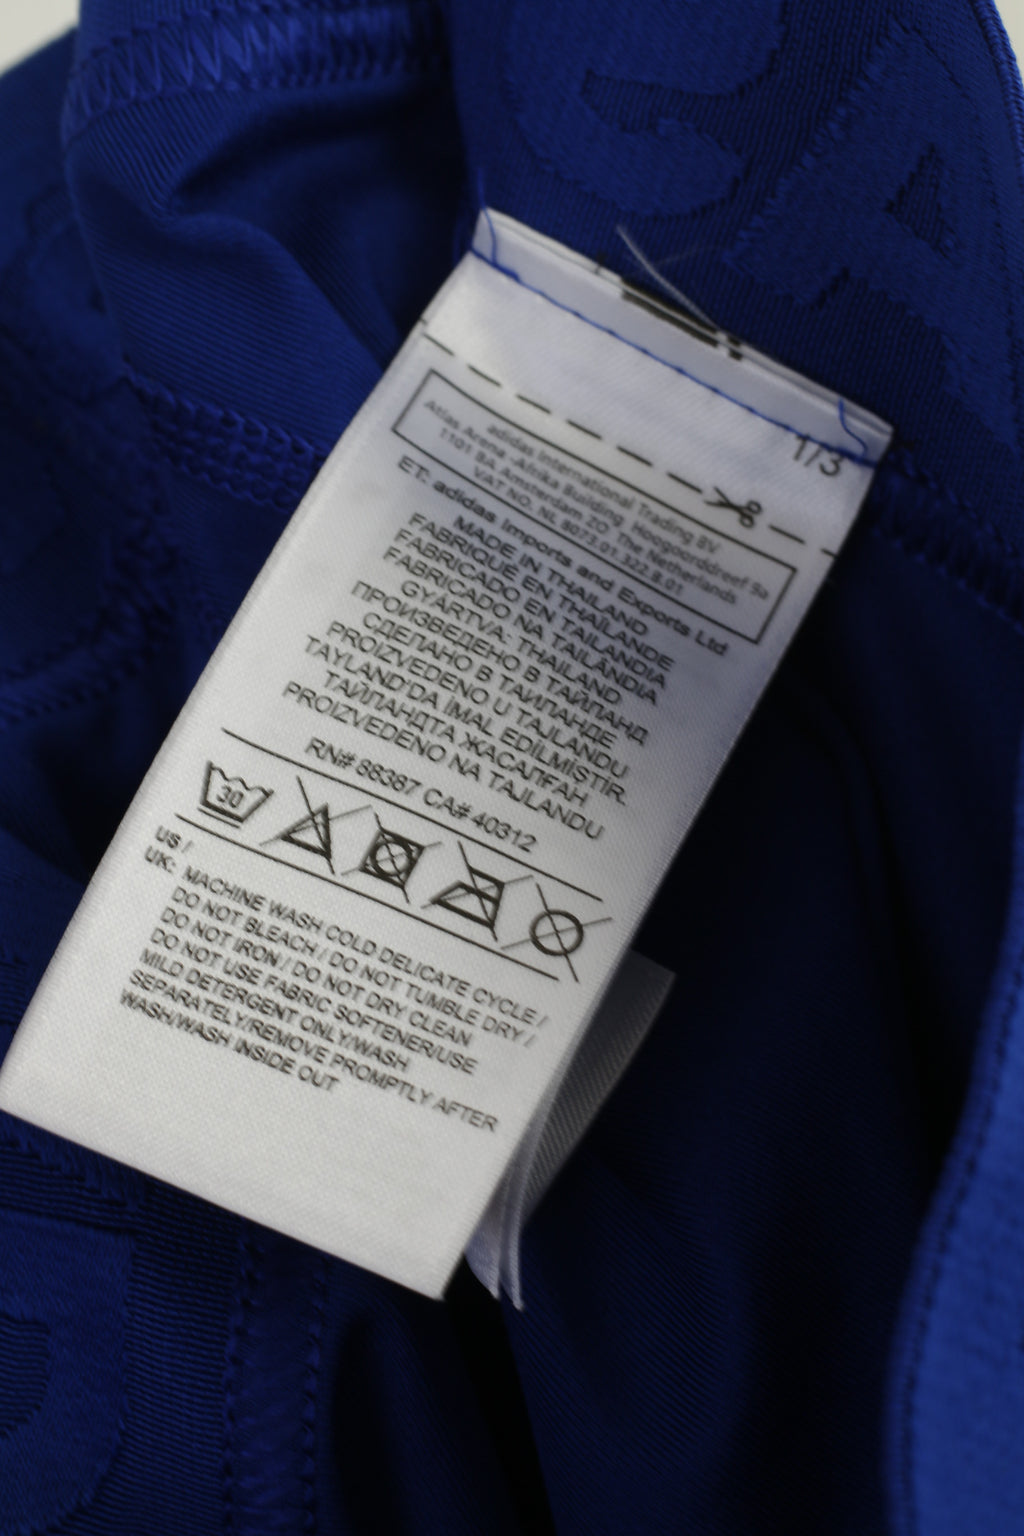 1/3
adidas International Trading BV
Atlas Arena -Afrika Building, Hoogoorddreef 9a
1101 BA Amsterdam ZO, The Netherlands
VAT NO. NL 8073.01.322.B.01
ET: adidas Imports and Exports Ltd
MADE IN THAILAND
FABRIQUÉ EN THAÏLANDE
FABRICADO EN TAILANDIA
FABRICADO NA TAILÂNDIA
GYÁRTVA: THAILAND
ПРОИЗВЕДЕНО В ТАЙЛАНД
СДЕЛАНО В ТАИЛАНДЕ
PROIZVEDENO U TAJLANDU
TAYLAND'DA İMAL EDİLMİŞTİR.
ТАЙЛАНДТА ЖАСАЛҒАН
PROIZVEDENO NA TAJLANDU
RN# 88387 CA# 40312
30
US /
UK: MACHINE WASH COLD DELICATE CYCLE /
DO NOT BLEACH / DO NOT TUMBLE DRY /
DO NOT IRON / DO NOT DRY CLEAN
DO NOT USE FABRIC SOFTENER/USE
MILD DETERGENT ONLY/WASH
SEPARATELY/REMOVE PROMPTLY AFTER
WASH/WASH INSIDE OUT